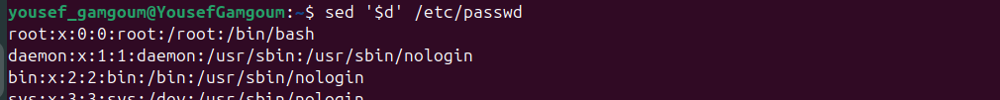 yousef_gamgoum@YousefGamgoum:~$ sed '$d' /etc/passwd
root:x:0:0:root:/root:/bin/bash
daemon:x:1:1:daemon:/usr/sbin:/usr/sbin/nologin
bin:x:2:2:bin:/bin:/usr/sbin/nologin
sys:x:3:3:sys:/dev:/usr/sbin/nologin